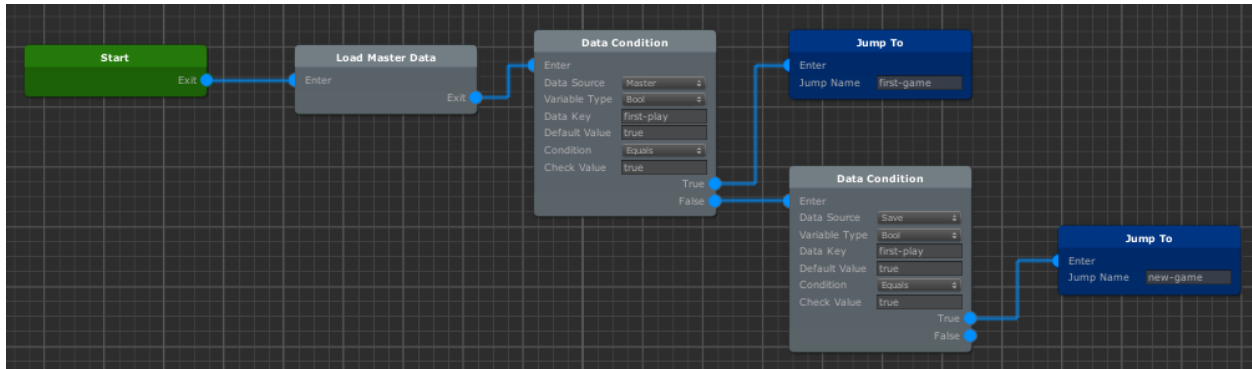 Start
Exit
Load Master Data
Enter
Exit
Data Condition
Enter
Data Source Master
Variable Type Bool
Data Key first-play
Default Value true
Condition Equals
Check Value true
True
False
Jump To
Enter
Jump Name first-game
Data Condition
Enter
Data Source Save
Variable Type Bool
Data Key first-play
Default Value true
Condition Equals
Check Value true
True
False
Jump To
Enter
Jump Name new-game